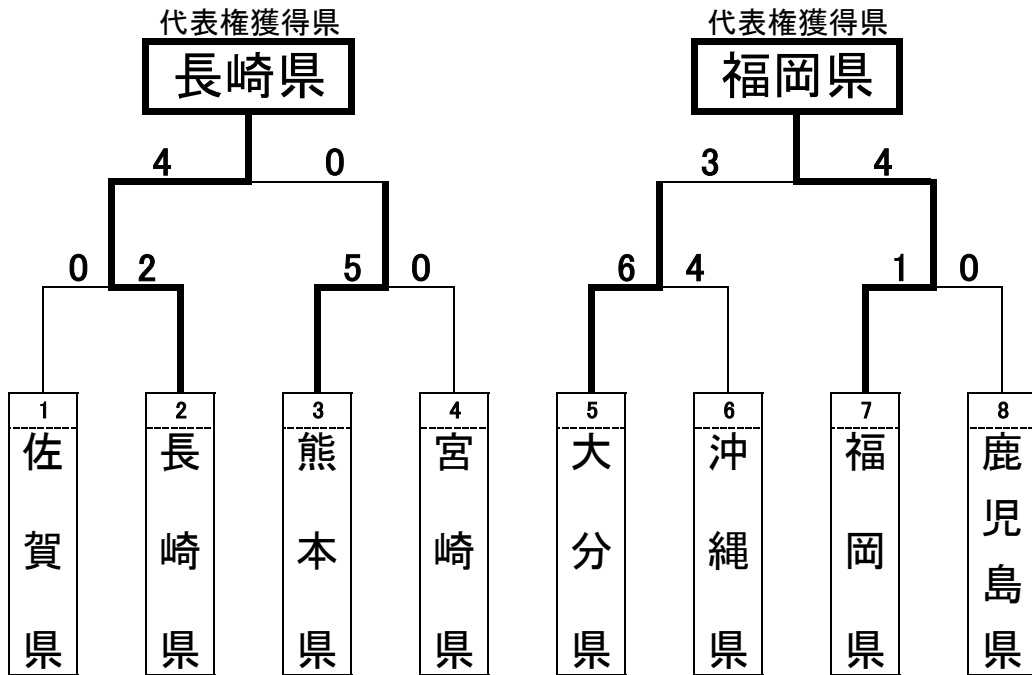 代表権獲得県 代表権獲得県
長崎県 福岡県
4 0 3 4
0 2 5 0 6 4 1 0
1 2 3 4 5 6 7 8
佐賀県
長崎県
熊本県
宮崎県
大分県
沖縄県
福岡県
鹿児島県